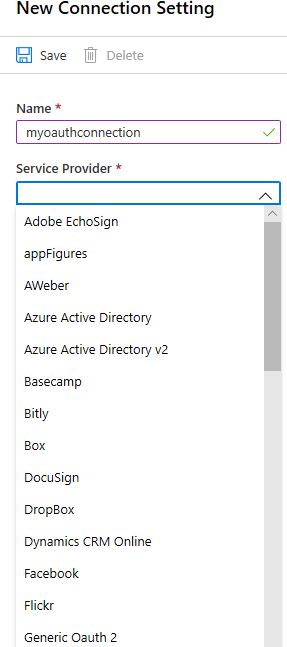 New Connection Setting
Save Delete
Name *
myoauthconnection
Service Provider *
Adobe EchoSign
appFigures
AWeber
Azure Active Directory
Azure Active Directory v2
Basecamp
Bitly
Box
DocuSign
DropBox
Dynamics CRM Online
Facebook
Flickr
Generic Oauth 2